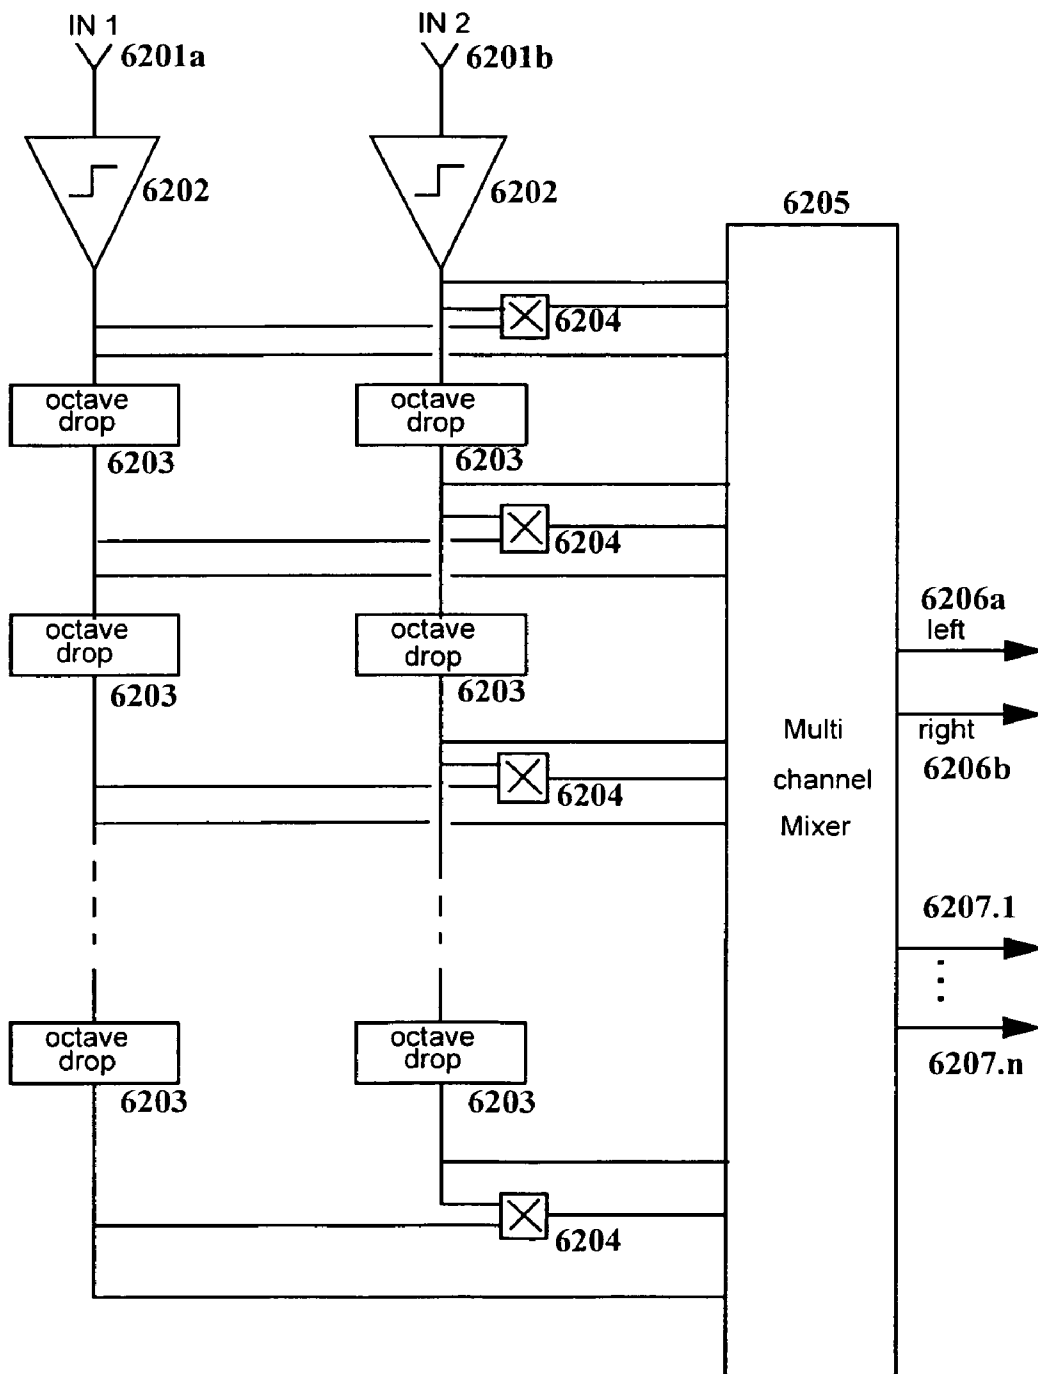 IN 1
IN 2
6201a
6201b
6202
6202
6205
6204
octave
drop
octave
drop
6203
6203
6204
octave
drop
octave
drop
6203
6203
6206a
left
Multi
channel
Mixer
right
6206b
6204
6207.1
6207.n
octave
drop
octave
drop
6203
6203
6204